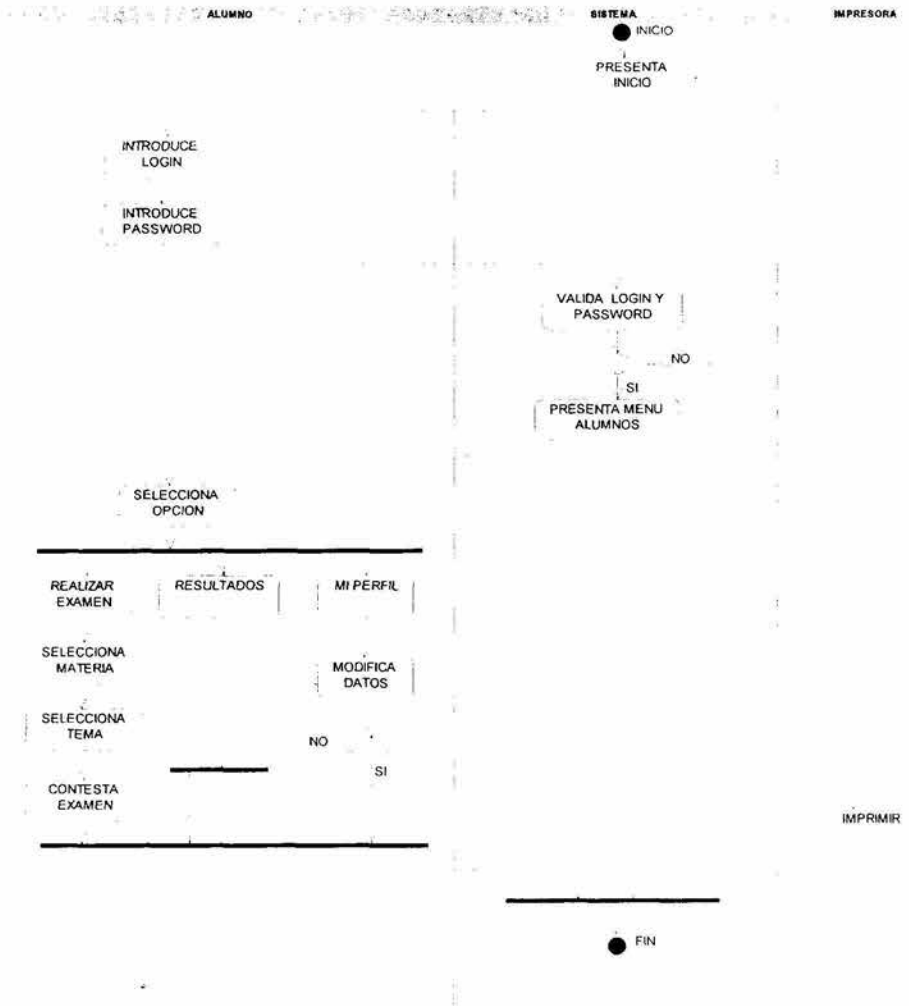 ALUMNO
SISTEMA
IMPRESORA
INICIO
PRESENTA
INICIO
INTRODUCE
LOGIN
INTRODUCE
PASSWORD
VALIDA LOGIN Y
PASSWORD
NO
SI
PRESENTA MENU
ALUMNOS
SELECCIONA
OPCION
REALIZAR
EXAMEN
RESULTADOS
MI PERFIL
SELECCIONA
MATERIA
MODIFICA
DATOS
SELECCIONA
TEMA
NO
SI
CONTESTA
EXAMEN
IMPRIMIR
FIN